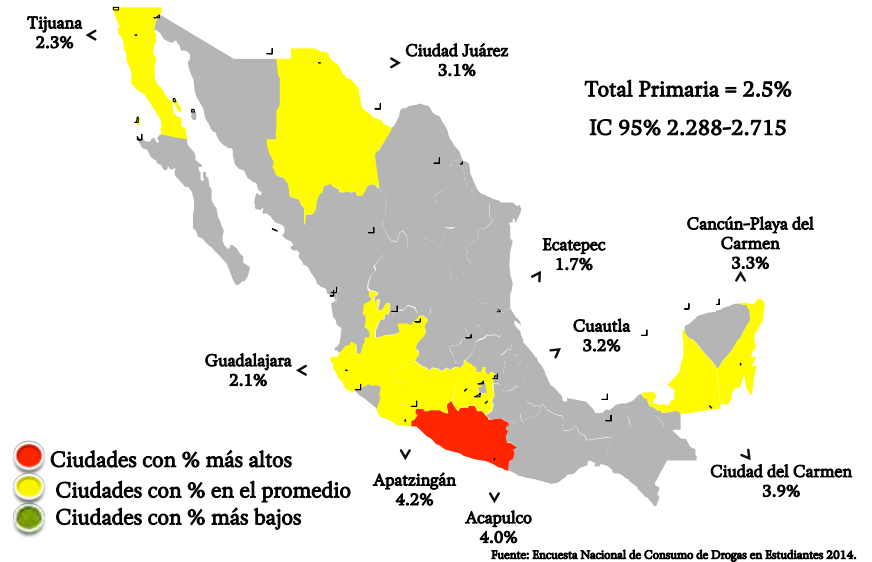 Tijuana
2.3%
Ciudad Juárez
3.1%
Total Primaria = 2.5%
IC 95% 2.288-2.715
Cancún-Playa del
Carmen
3.3%
Ecatepec
1.7%
Cuautla
3.2%
Guadalajara
2.1%
Ciudades con % más altos
Ciudades con % en el promedio
Ciudades con % más bajos
Apatzingán
4.2%
Acapulco
4.0%
Ciudad del Carmen
3.9%
Fuente: Encuesta Nacional de Consumo de Drogas en Estudiantes 2014.